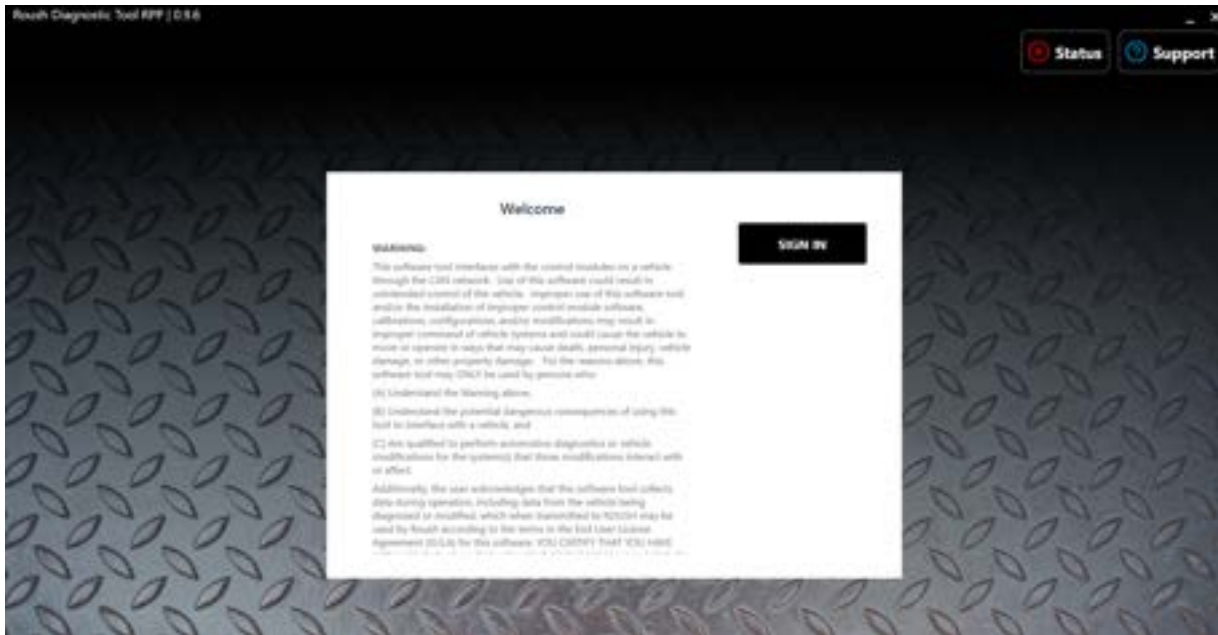 Roush Diagnostic Tool RPP | 0.9.6
Status
Support
Welcome
SIGN IN
WARNING:
This software tool interfaces with the control modules on a vehicle
through the CAN network. Use of this software could result in
unintended control of the vehicle. Improper use of this software tool
and/or the installation of improper control module software,
calibrations, configurations, and/or modifications may result in
improper command of vehicle systems and could cause the vehicle to
move or operate in ways that may cause death, personal injury, vehicle
damage, or other property damage. For the reasons above, this
software tool may ONLY be used by persons who:
(A) Understand the Warning above,
(B) Understand the potential dangerous consequences of using this
tool to interface with a vehicle, and
(C) Are qualified to perform automotive diagnostics or vehicle
modifications for the system(s) that those modifications interact with
or affect.
Additionally, the user acknowledges that the software tool collects
data during operation, including data from the vehicle being
diagnosed or modified, which when transmitted to ROUSH may be
used by Roush according to the terms in the End User License
Agreement (EULA) for this software. YOU CERTIFY THAT YOU HAVE